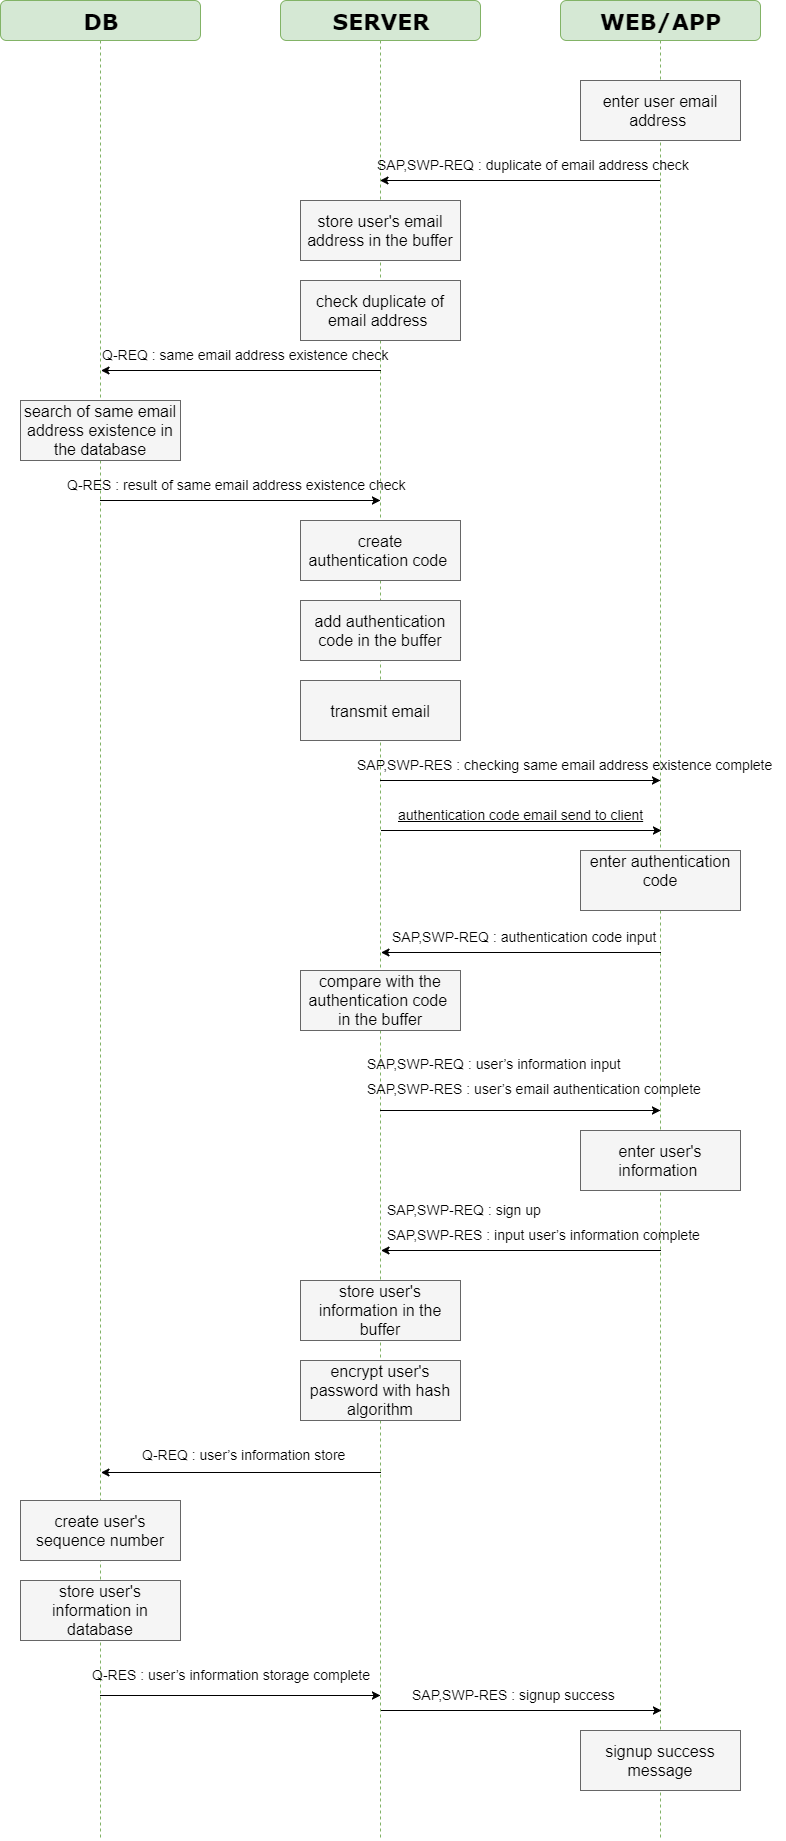 DB
SERVER
WEB/APP
enter user email
address
SAP,SWP-REQ : duplicate of email address check
store user's email
address in the buffer
check duplicate of
email address
Q-REQ : same email address existence check
search of same email
address existence in
the database
Q-RES : result of same email address existence check
create
authentication code
add authentication
code in the buffer
transmit email
SAP,SWP-RES : checking same email address existence complete
authentication code email send to client
enter authentication
code
SAP,SWP-REQ : authentication code input
compare with the
authentication code
in the buffer
SAP,SWP-REQ : user’s information input
SAP,SWP-RES : user’s email authentication complete
enter user's
information
SAP,SWP-REQ : sign up
SAP,SWP-RES : input user’s information complete
store user's
information in the
buffer
encrypt user's
password with hash
algorithm
Q-REQ : user’s information store
create user's
sequence number
store user's
information in
database
Q-RES : user’s information storage complete
SAP,SWP-RES : signup success
signup success
message